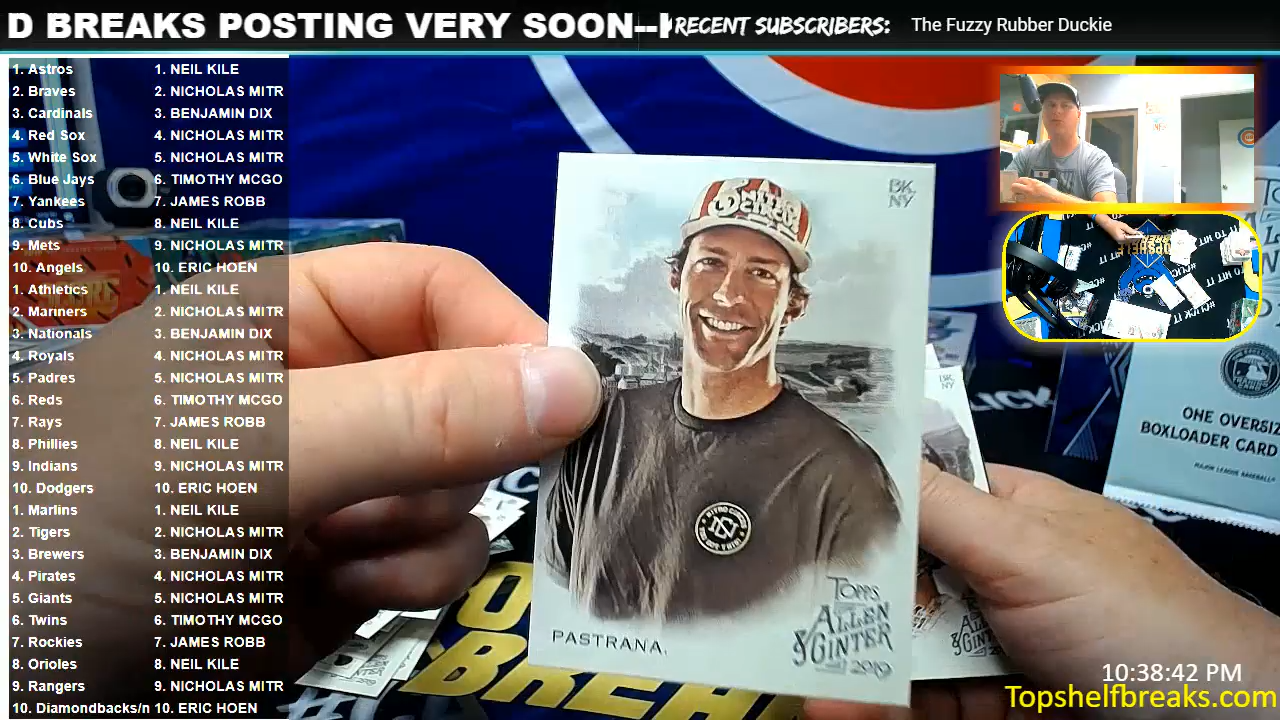 D BREAKS POSTING VERY SOON--
RECENT SUBSCRIBERS: The Fuzzy Rubber Duckie
1. Astros 1. NEIL KILE
2. Braves 2. NICHOLAS MITR
3. Cardinals 3. BENJAMIN DIX
4. Red Sox 4. NICHOLAS MITR
5. White Sox 5. NICHOLAS MITR
6. Blue Jays 6. TIMOTHY MCGO
7. Yankees 7. JAMES ROBB
8. Cubs 8. NEIL KILE
9. Mets 9. NICHOLAS MITR
10. Angels 10. ERIC HOEN
1. Athletics 1. NEIL KILE
2. Mariners 2. NICHOLAS MITR
3. Nationals 3. BENJAMIN DIX
4. Royals 4. NICHOLAS MITR
5. Padres 5. NICHOLAS MITR
6. Reds 6. TIMOTHY MCGO
7. Rays 7. JAMES ROBB
8. Phillies 8. NEIL KILE
9. Indians 9. NICHOLAS MITR
10. Dodgers 10. ERIC HOEN
1. Marlins 1. NEIL KILE
2. Tigers 2. NICHOLAS MITR
3. Brewers 3. BENJAMIN DIX
4. Pirates 4. NICHOLAS MITR
5. Giants 5. NICHOLAS MITR
6. Twins 6. TIMOTHY MCGO
7. Rockies 7. JAMES ROBB
8. Orioles 8. NEIL KILE
9. Rangers 9. NICHOLAS MITR
10. Diamondbacks/n 10. ERIC HOEN
BK.
NY
PASTRANA.
TOPPS
ALLEN
& GINTER
2019
BK.
NY
LICK
ONE OVERSIZ
BOXLOADER CARD
MAJOR LEAGUE BASEBALL
BREAK
10:38:42 PM
Topshelfbreaks.com